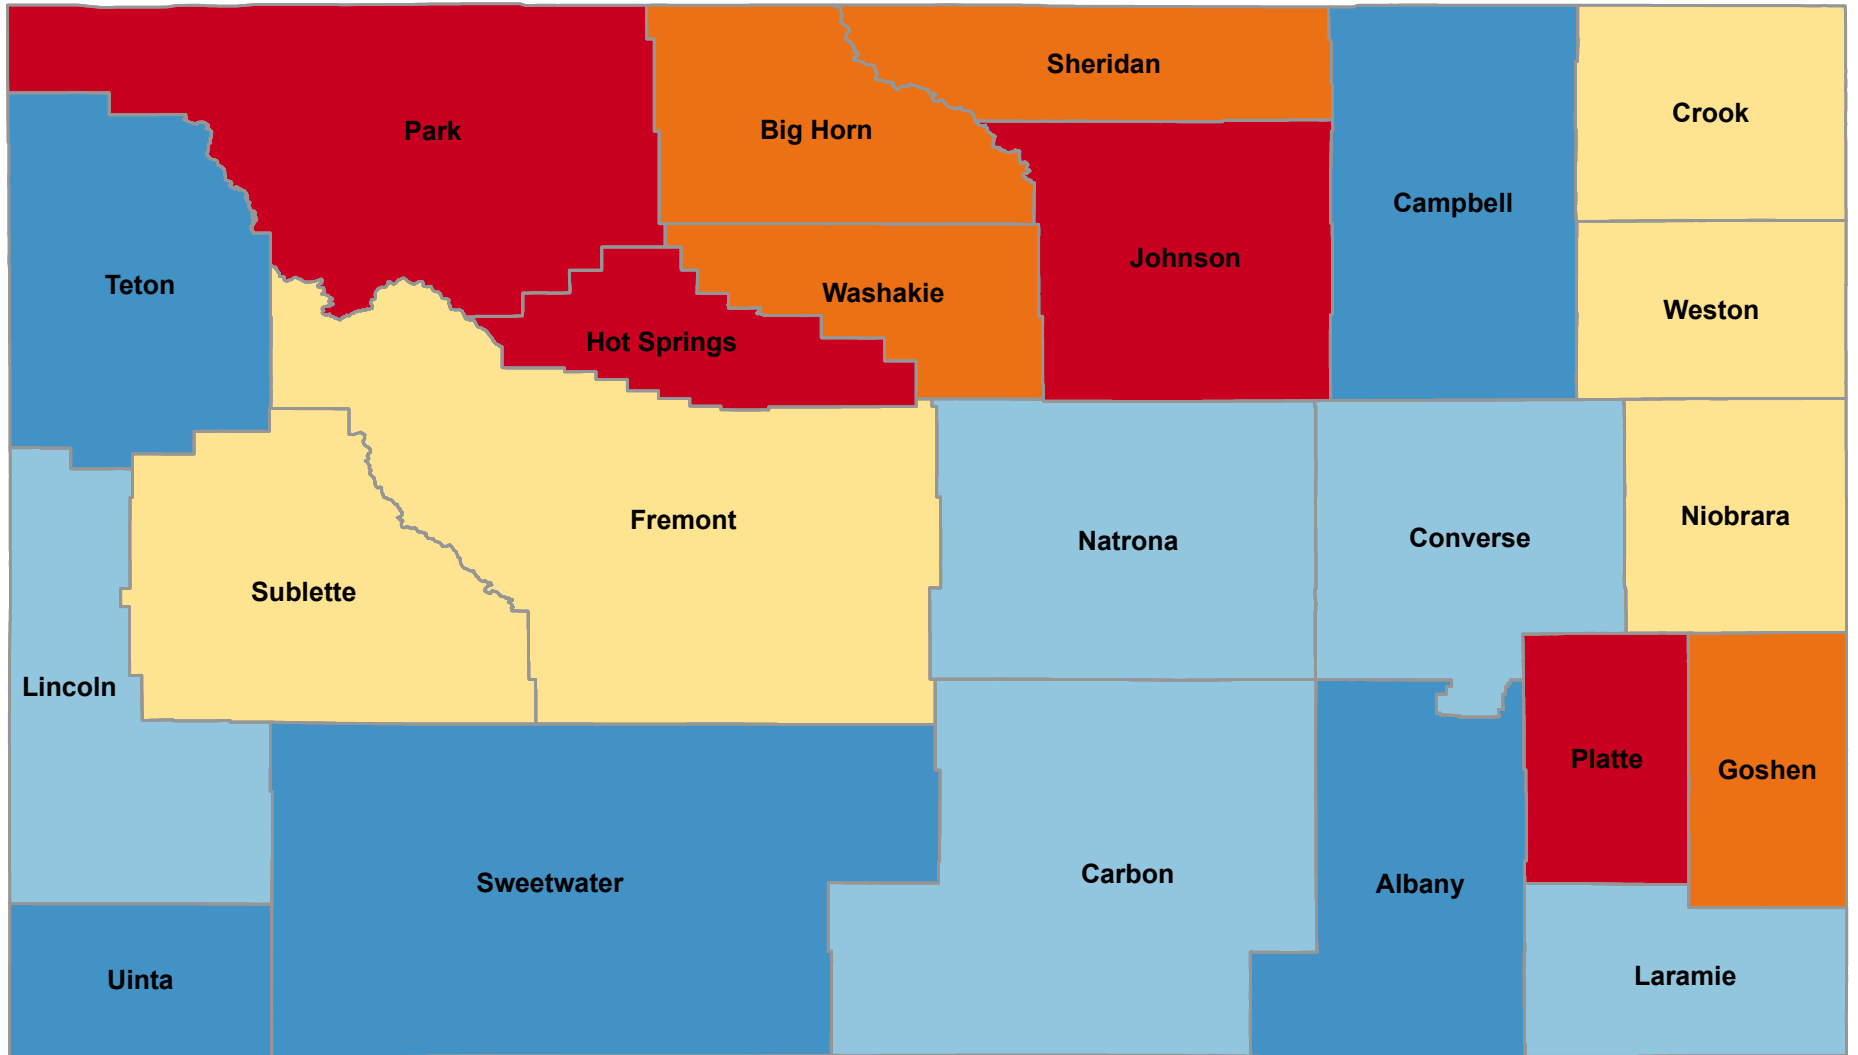 Sheridan
Crook
Park
Big Horn
Campbell
Johnson
Teton
Washakie
Weston
Hot Springs
Fremont
Natrona
Converse
Niobrara
Sublette
Lincoln
Platte
Goshen
Sweetwater
Carbon
Albany
Uinta
Laramie